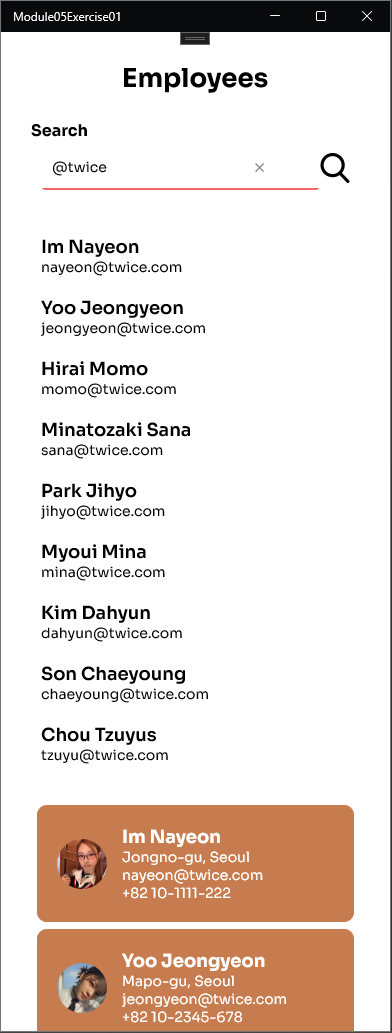 Module05Exercise01
Employees
Search
@twice
Im Nayeon
nayeon@twice.com
Yoo Jeongyeon
jeongyeon@twice.com
Hirai Momo
momo@twice.com
Minatozaki Sana
sana@twice.com
Park Jihyo
jihyo@twice.com
Myoui Mina
mina@twice.com
Kim Dahyun
dahyun@twice.com
Son Chaeyoung
chaeyoung@twice.com
Chou Tzuyus
tzuyu@twice.com
Im Nayeon
Jongno-gu, Seoul
nayeon@twice.com
+82 10-1111-222
Yoo Jeongyeon
Mapo-gu, Seoul
jeongyeon@twice.com
+82 10-2345-678